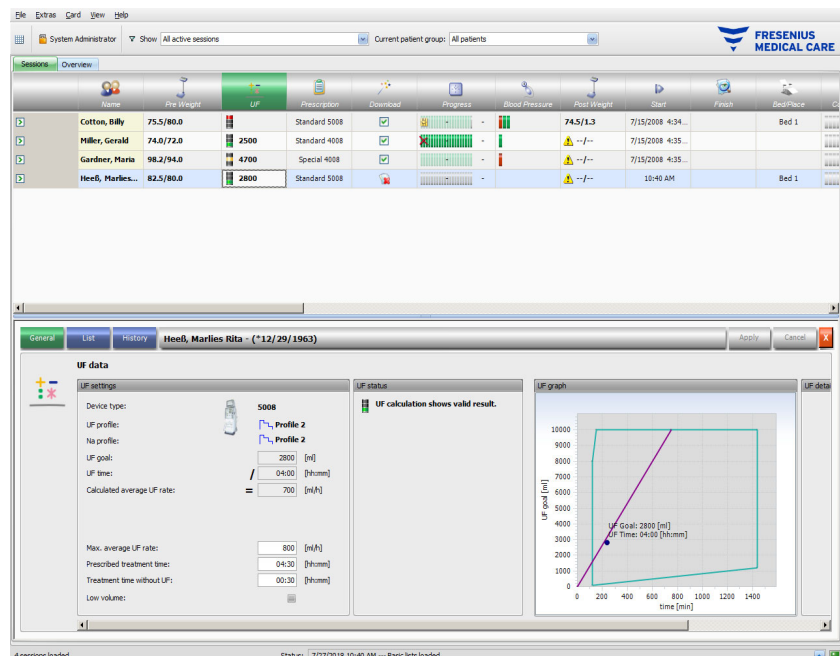 File Extras Card View Help
System Administrator Show All active sessions Current patient group: All patients
FRESENIUS
MEDICAL CARE
Sessions Overview
Name Pre Weight UF Prescription Download Progress Blood Pressure Post Weight Start Finish Bed/Place
Cotton, Billy 75.5/80.0 Standard 5008 - - 74.5/1.3 7/15/2008 4:34... Bed 1
Miller, Gerald 74.0/72.0 2500 Standard 4008 - - --/-- 7/15/2008 4:35...
Gardner, Maria 98.2/94.0 4700 Special 4008 - - --/-- 7/15/2008 4:35...
Heeß, Marlies... 82.5/80.0 2800 Standard 5008 - - --/-- 10:40 AM Bed 1
General List History Heeß, Marlies Rita - (*12/29/1963) Apply Cancel X
UF data
UF settings
Device type: 5008
UF profile: Profile 2
Na profile: Profile 2
UF goal: 2800 [ml]
UF time: / 04:00 [hh:mm]
Calculated average UF rate: = 700 [ml/h]
Max. average UF rate: 800 [ml/h]
Prescribed treatment time: 04:30 [hh:mm]
Treatment time without UF: 00:30 [hh:mm]
Low volume:
UF status
UF calculation shows valid result.
UF graph
UF goal [ml]
10000
9000
8000
7000
6000
5000
4000
3000
2000
1000
0
UF Goal: 2800 [ml]
UF Time: 04:00 [hh:mm]
0 200 400 600 800 1000 1200 1400
time [min]
UF
4 sessions loaded Status: 7/27/2018 10:40 AM --- Basic lists loaded